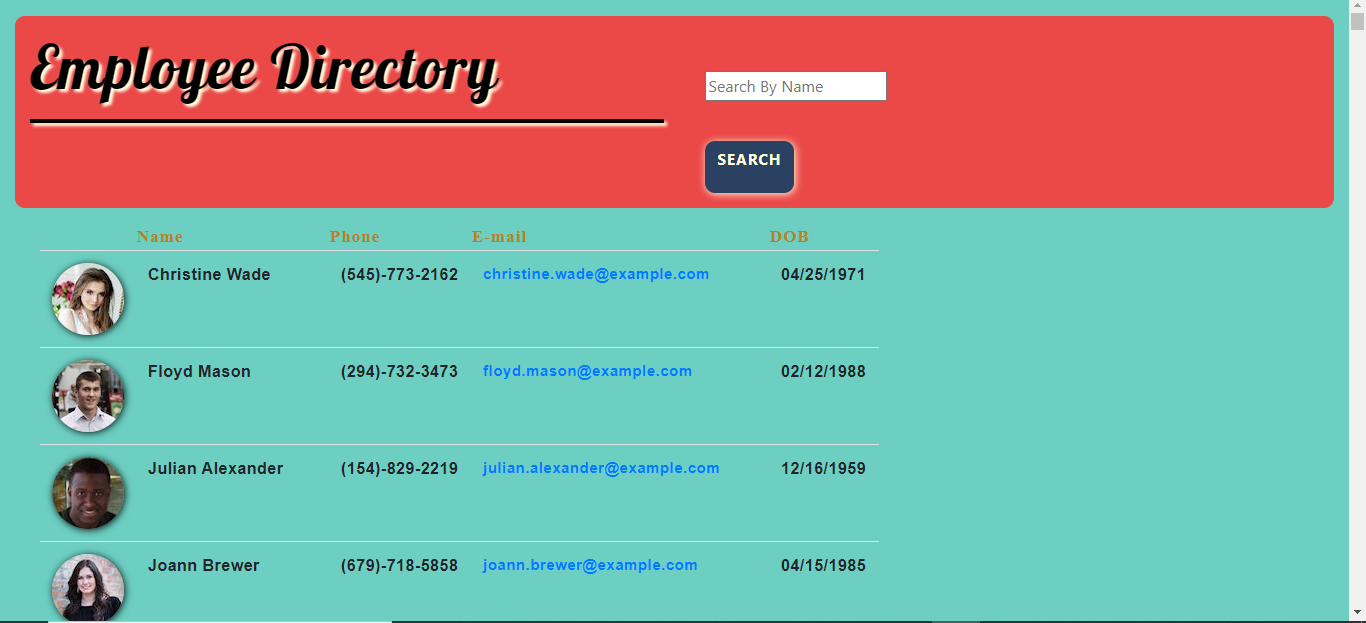 Employee Directory
Search By Name
SEARCH
Name Phone E-mail DOB
Christine Wade (545)-773-2162 christine.wade@example.com 04/25/1971
Floyd Mason (294)-732-3473 floyd.mason@example.com 02/12/1988
Julian Alexander (154)-829-2219 julian.alexander@example.com 12/16/1959
Joann Brewer (679)-718-5858 joann.brewer@example.com 04/15/1985